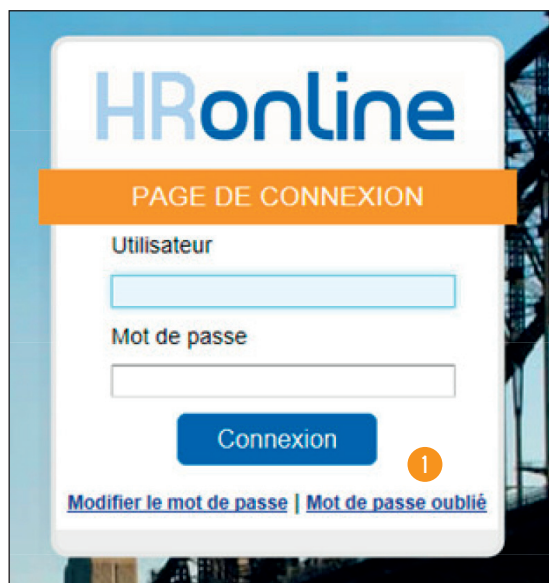 HRonline
PAGE DE CONNEXION
Utilisateur
Mot de passe
Connexion
1
Modifier le mot de passe | Mot de passe oublié